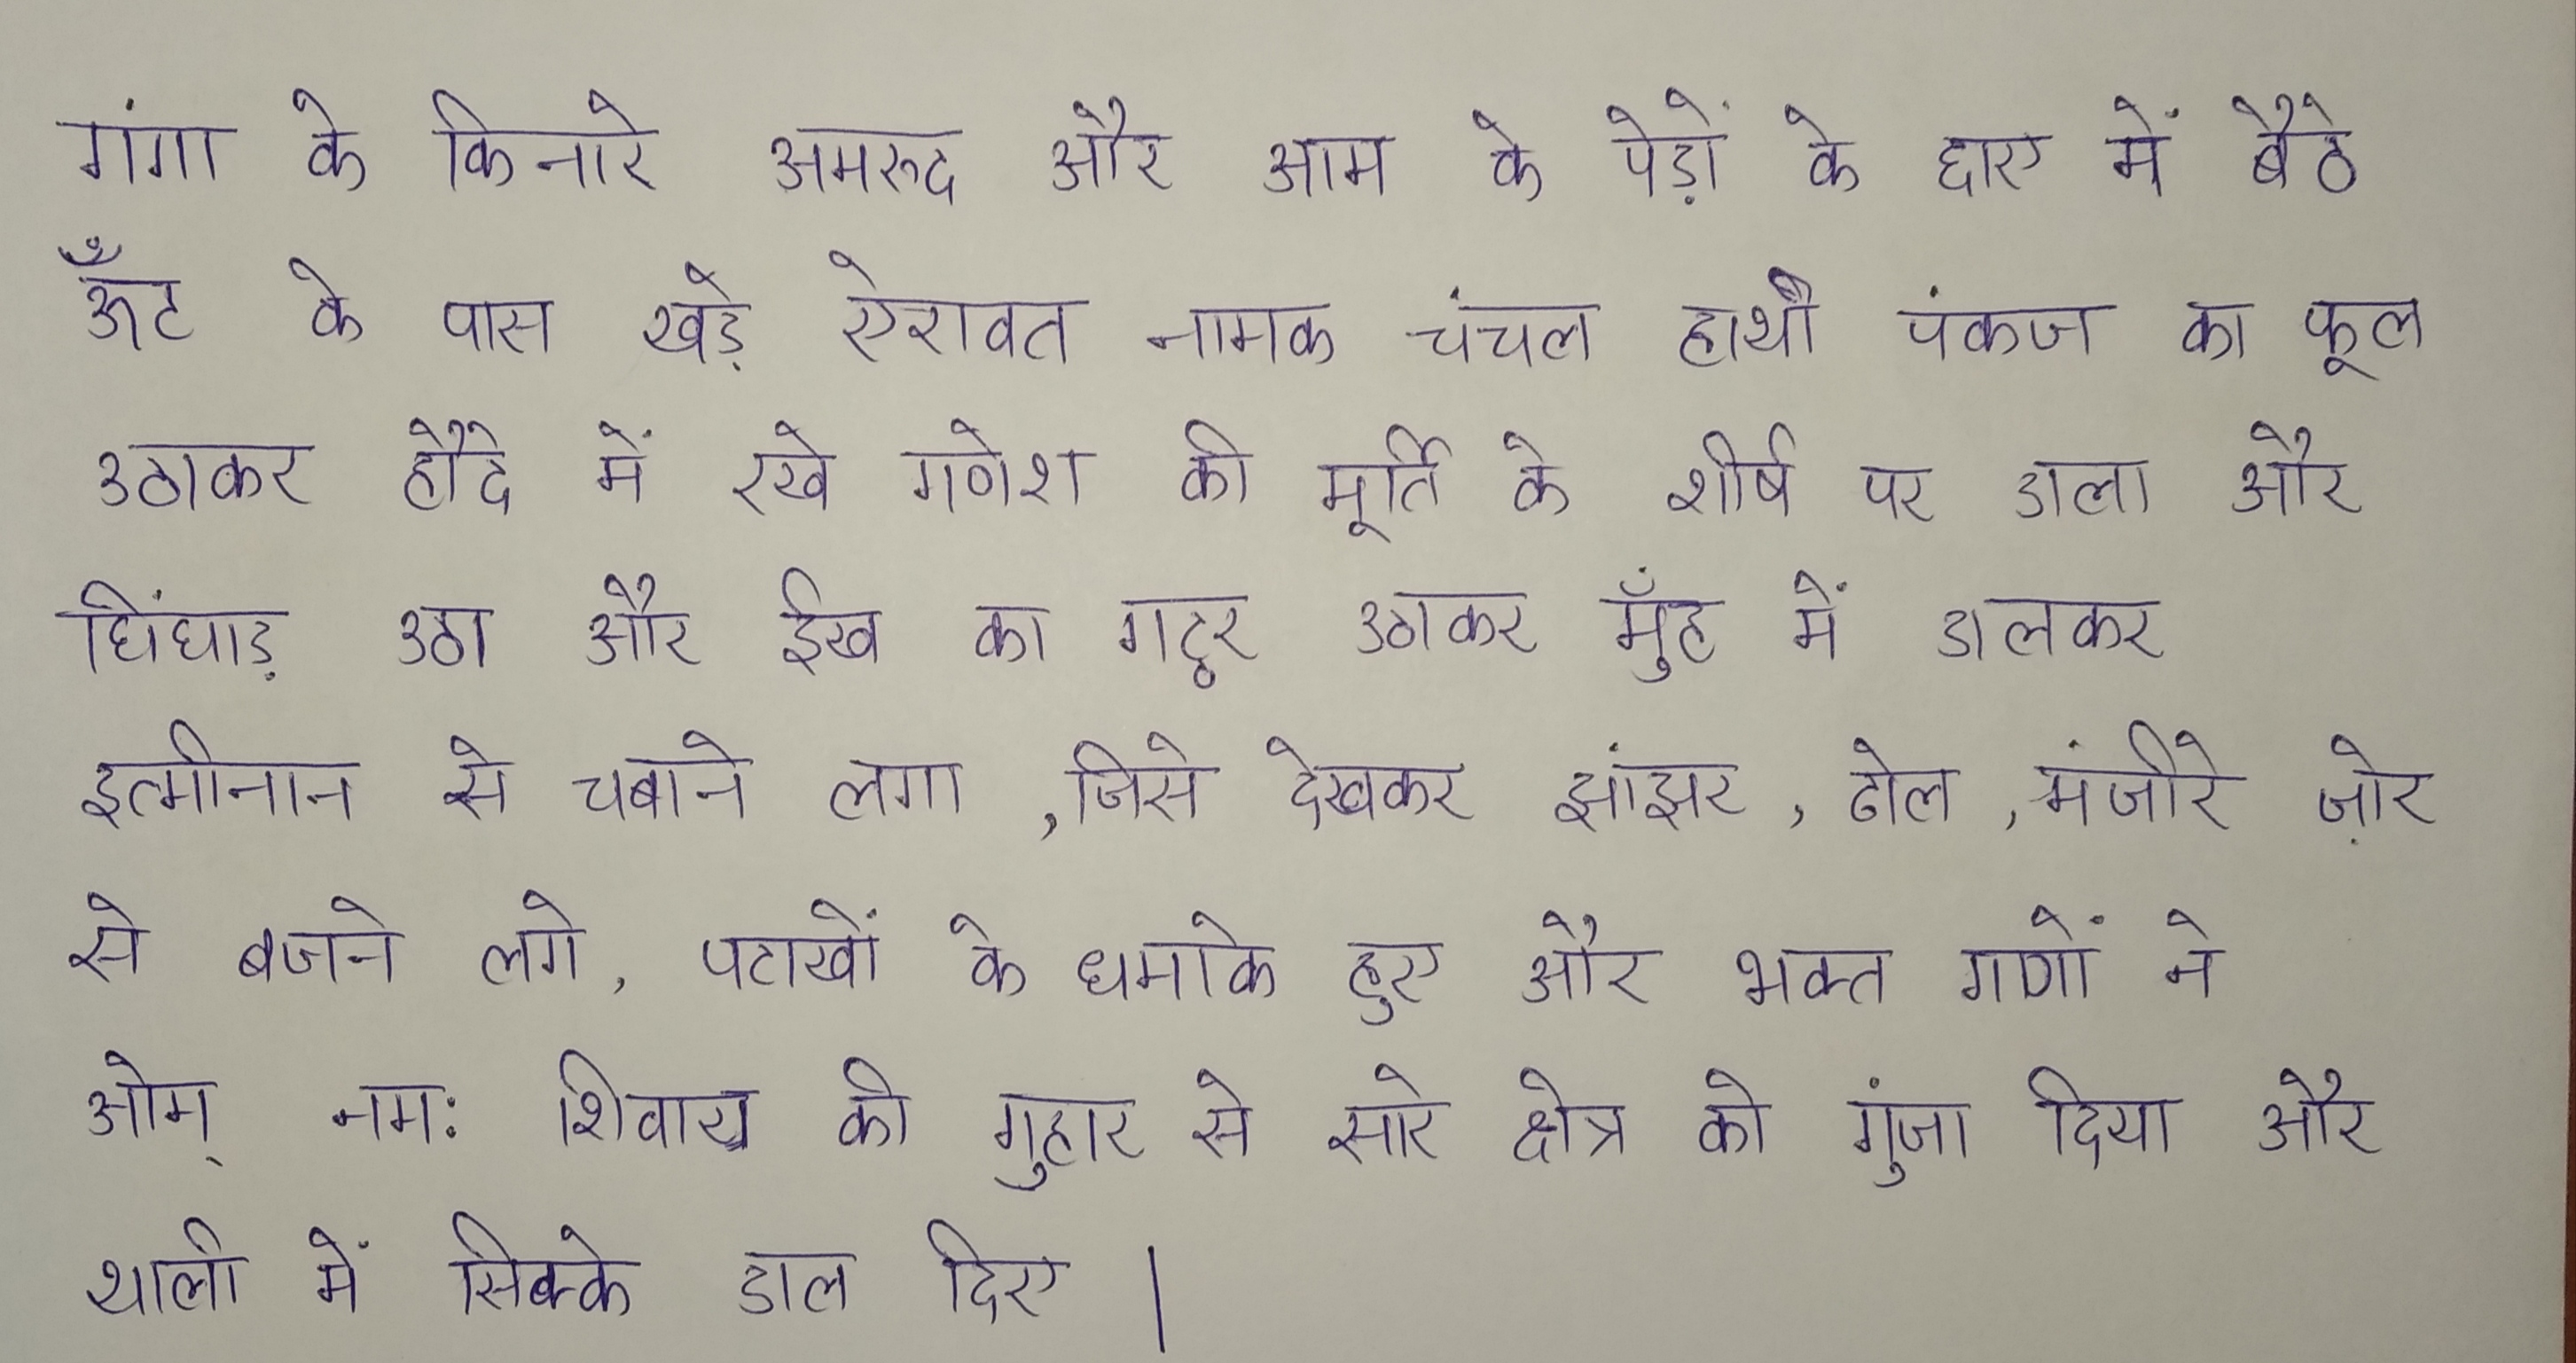 गंगा के किनारे अमरुद और आम के पेड़ों के द्दाए में बैठे
ऊँट के पास खड़े ऐरावत नामक चंचल हाथी पंकज का फूल
उठाकर हौदे में रखे गणेश की मूर्ति के शीर्ष पर डाला और
घिंघाड़ उठा और ईख का गट्ठर उठाकर मुँह में डालकर
इत्मीनान से चबाने लगा ,जिसे देखकर झांझर , ढोल ,मंजीरे ज़ोर
से बजने लगे, पटाखों के धमाके हुए और भक्त गणों ने
ओम् नमः शिवाय की गुहार से सारे क्षेत्र को गुंजा दिया और
थाली में सिक्के डाल दिए |